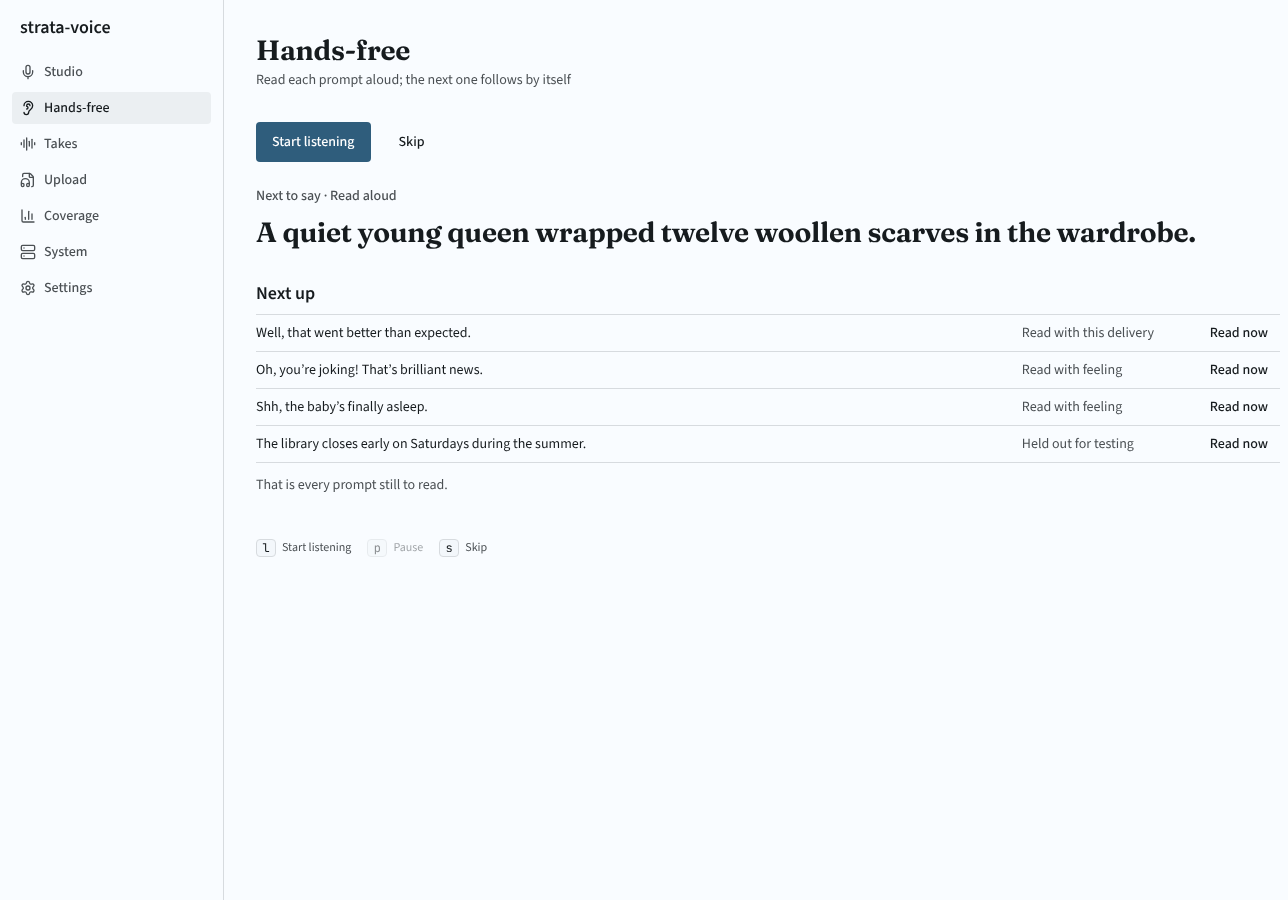 strata-voice
Studio
Hands-free
Takes
Upload
Coverage
System
Settings
Hands-free
Read each prompt aloud; the next one follows by itself
Start listening Skip
Next to say · Read aloud
A quiet young queen wrapped twelve woollen scarves in the wardrobe.
Next up
Well, that went better than expected. Read with this delivery Read now
Oh, you’re joking! That’s brilliant news. Read with feeling Read now
Shh, the baby’s finally asleep. Read with feeling Read now
The library closes early on Saturdays during the summer. Held out for testing Read now
That is every prompt still to read.
l Start listening p Pause s Skip